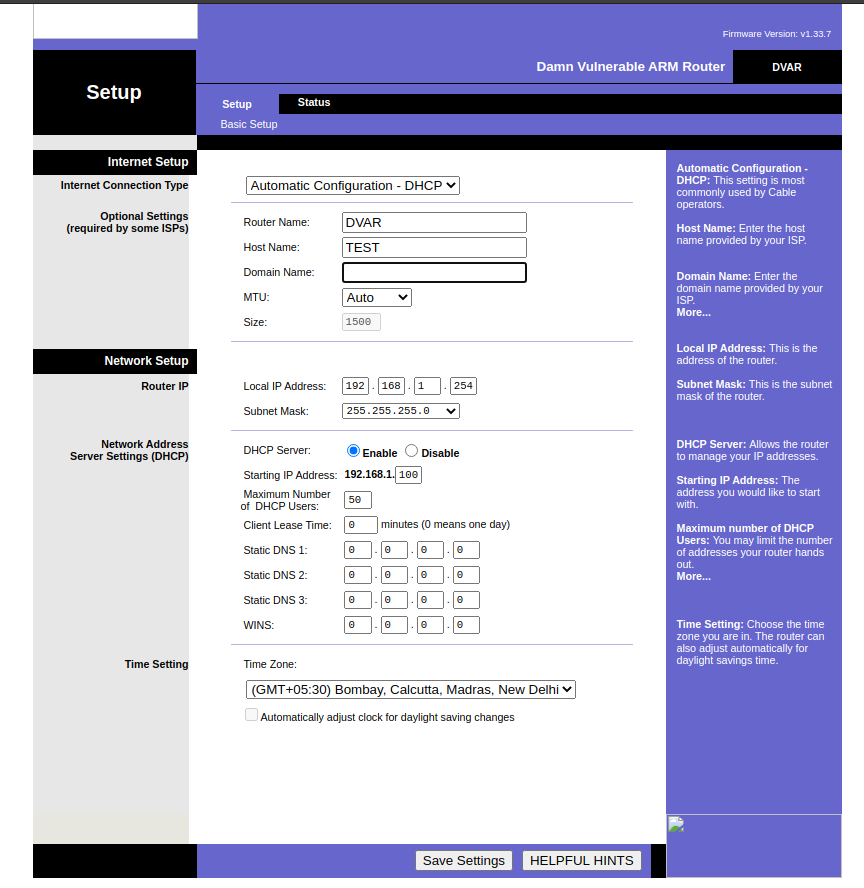 Firmware Version: v1.33.7
Damn Vulnerable ARM Router
DVAR
Setup
Setup
Status
Basic Setup
Internet Setup
Internet Connection Type
Automatic Configuration - DHCP
Optional Settings
(required by some ISPs)
Router Name: DVAR
Host Name: TEST
Domain Name:
MTU: Auto
Size: 1500
Network Setup
Router IP
Local IP Address: 192 . 168 . 1 . 254
Subnet Mask: 255.255.255.0
Network Address
Server Settings (DHCP)
DHCP Server: Enable Disable
Starting IP Address: 192.168.1. 100
Maximum Number
of DHCP Users: 50
Client Lease Time: 0 minutes (0 means one day)
Static DNS 1: 0 . 0 . 0 . 0
Static DNS 2: 0 . 0 . 0 . 0
Static DNS 3: 0 . 0 . 0 . 0
WINS: 0 . 0 . 0 . 0
Time Setting
Time Zone:
(GMT+05:30) Bombay, Calcutta, Madras, New Delhi
Automatically adjust clock for daylight saving changes
Automatic Configuration -
DHCP: This setting is most
commonly used by Cable
operators.
Host Name: Enter the host
name provided by your ISP.
Domain Name: Enter the
domain name provided by your
ISP.
More...
Local IP Address: This is the
address of the router.
Subnet Mask: This is the subnet
mask of the router.
DHCP Server: Allows the router
to manage your IP addresses.
Starting IP Address: The
address you would like to start
with.
Maximum number of DHCP
Users: You may limit the number
of addresses your router hands
out.
More...
Time Setting: Choose the time
zone you are in. The router can
also adjust automatically for
daylight savings time.
Save Settings
HELPFUL HINTS